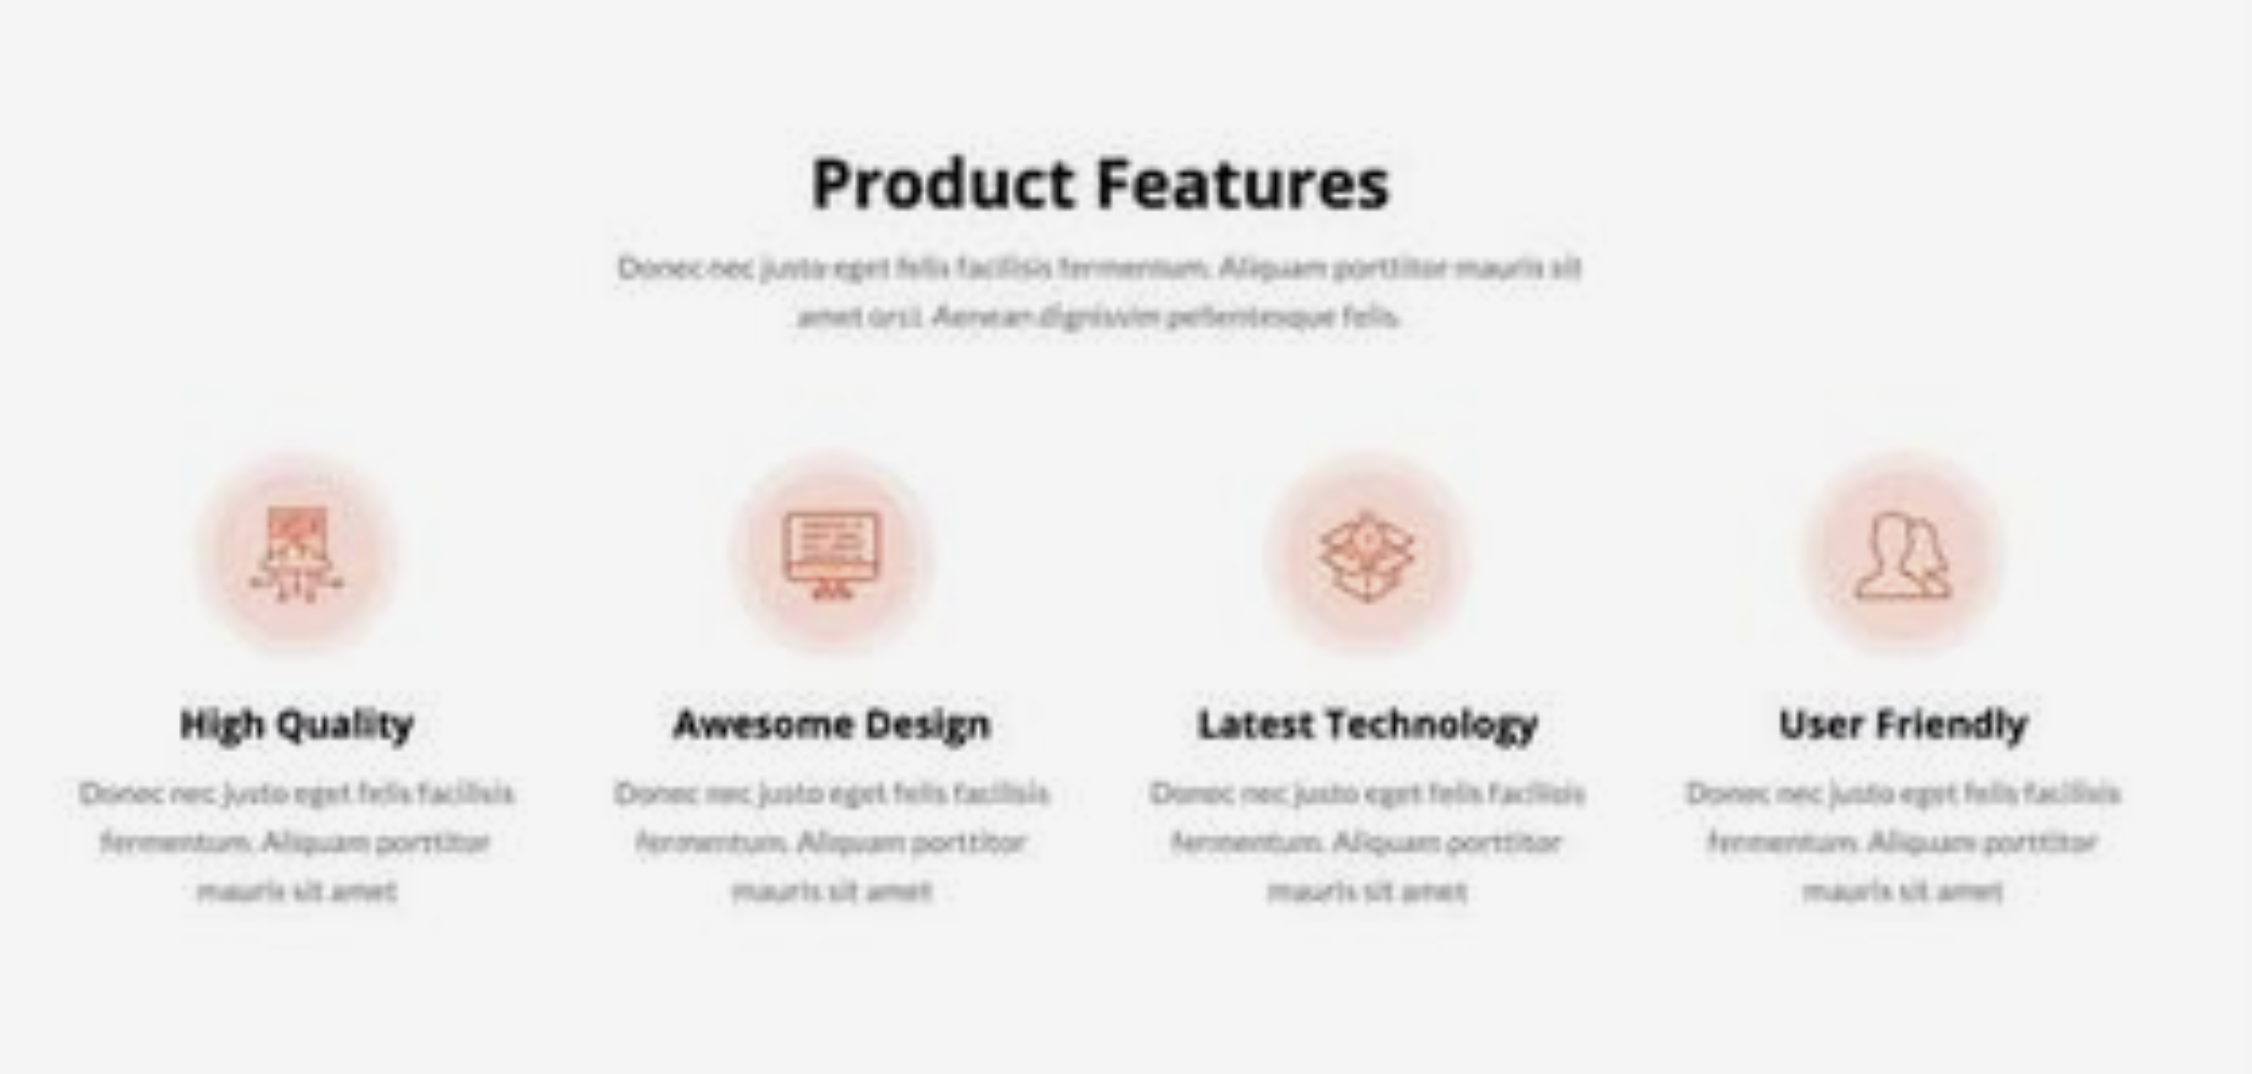 Product Features
Donec nec justo eget felis facilisis fermentum. Aliquam porttitor mauris sit
amet orci. Aenean dignissim pellentesque felis.
High Quality
Donec nec justo eget felis facilisis
fermentum. Aliquam porttitor
mauris sit amet
Awesome Design
Donec nec justo eget felis facilisis
fermentum. Aliquam porttitor
mauris sit amet
Latest Technology
Donec nec justo eget felis facilisis
fermentum. Aliquam porttitor
mauris sit amet
User Friendly
Donec nec justo eget felis facilisis
fermentum. Aliquam porttitor
mauris sit amet